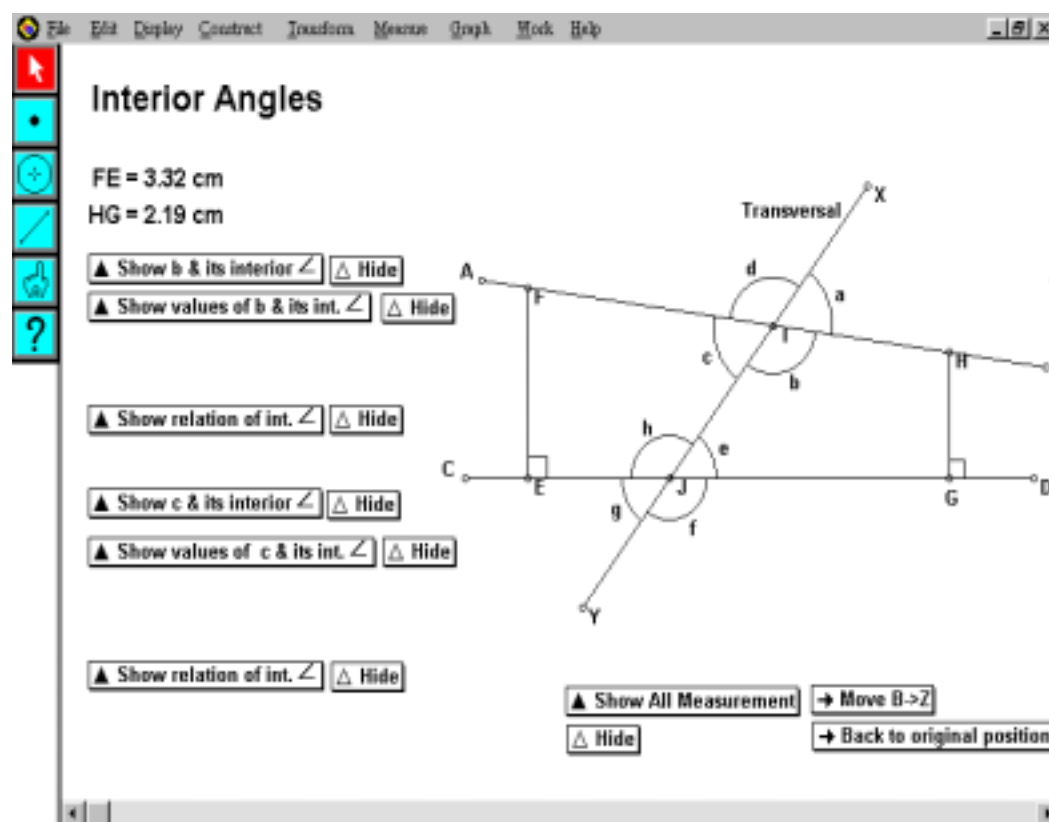 File Edit Display Construct Transform Measure Graph Work Help
Interior Angles
FE = 3.32 cm
HG = 2.19 cm
▲ Show b & its interior ∠ △ Hide
▲ Show values of b & its int. ∠ △ Hide
▲ Show relation of int. ∠ △ Hide
▲ Show c & its interior ∠ △ Hide
▲ Show values of c & its int. ∠ △ Hide
▲ Show relation of int. ∠ △ Hide
X
Transversal
A
d
F
a
I
c
H
b
h
e
C
E
J
G
D
g
f
Y
▲ Show All Measurement → Move B->Z
△ Hide → Back to original position
?